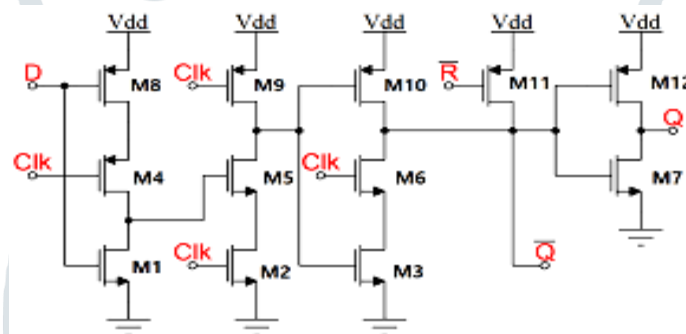 Vdd Vdd Vdd Vdd Vdd
D M8 Clk M9 M10 R̅ M11 M12
Q
Clk M4 M5 Clk M6 M7
M1 Clk M2 M3 Q̅